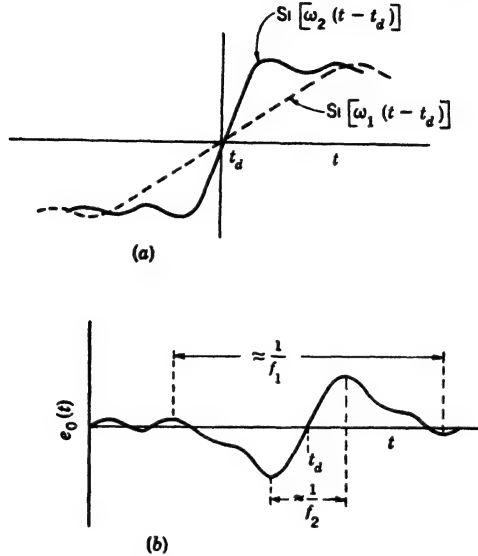 Si [ω₂ (t − t_d)]
Si [ω₁ (t − t_d)]
t_d
t
(a)
≈ 1/f₁
e₀(t)
t_d
t
≈ 1/f₂
(b)